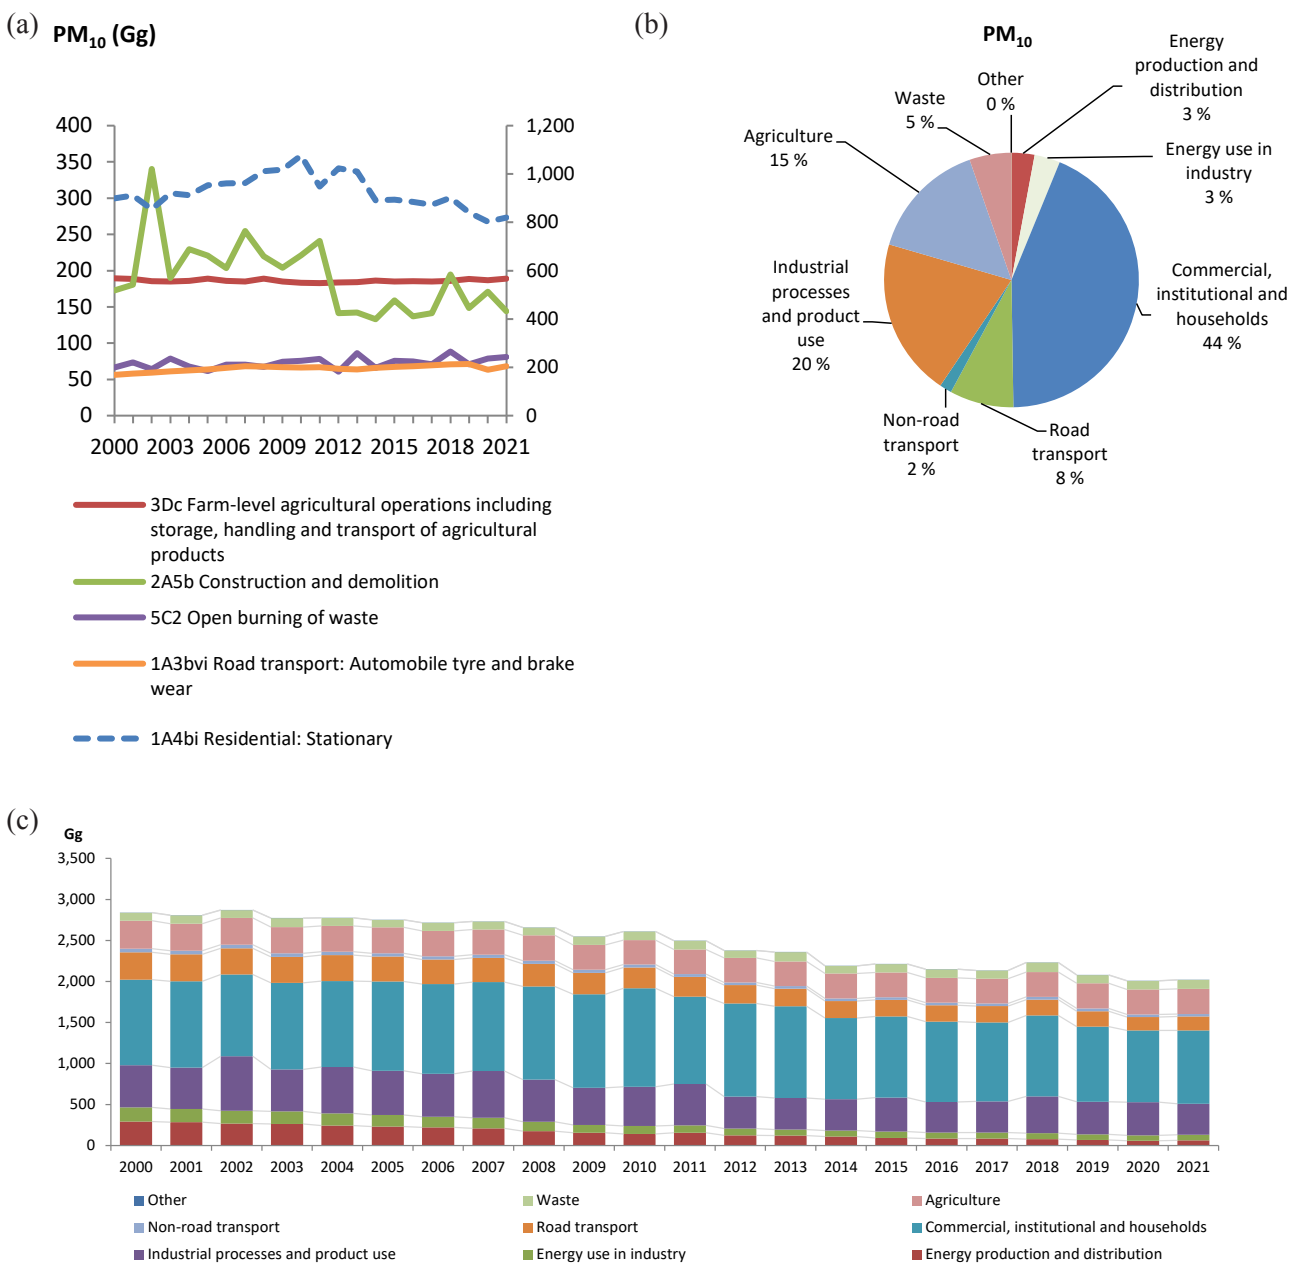 (a) PM10 (Gg)
400
350
300
250
200
150
100
50
0
1,200
1,000
800
600
400
200
0
2000 2003 2006 2009 2012 2015 2018 2021
3Dc Farm-level agricultural operations including
storage, handling and transport of agricultural
products
2A5b Construction and demolition
5C2 Open burning of waste
1A3bvi Road transport: Automobile tyre and brake
wear
1A4bi Residential: Stationary
(b) PM10
Other
0 %
Energy
production and
distribution
3 %
Energy use in
industry
3 %
Commercial,
institutional and
households
44 %
Road
transport
8 %
Non-road
transport
2 %
Industrial
processes
and product
use
20 %
Agriculture
15 %
Waste
5 %
(c)
Gg
3,500
3,000
2,500
2,000
1,500
1,000
500
0
2000 2001 2002 2003 2004 2005 2006 2007 2008 2009 2010 2011 2012 2013 2014 2015 2016 2017 2018 2019 2020 2021
Other Waste Agriculture
Non-road transport Road transport Commercial, institutional and households
Industrial processes and product use Energy use in industry Energy production and distribution